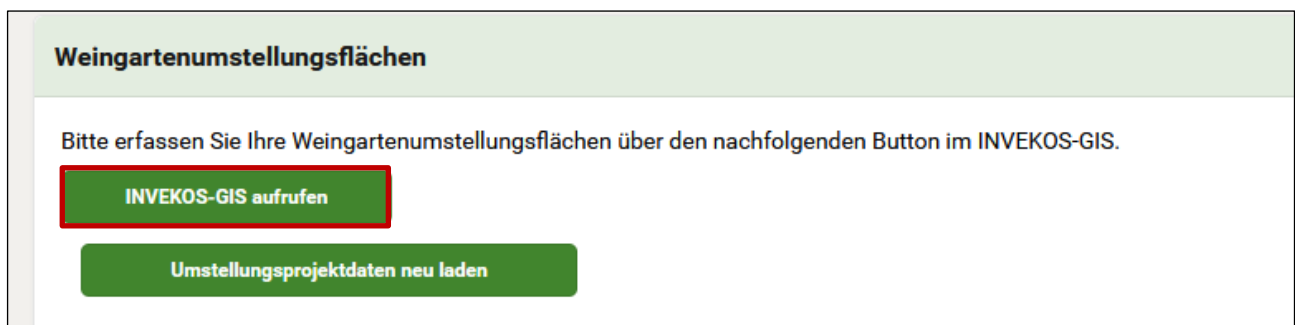 Weingartenumstellungsflächen
Bitte erfassen Sie Ihre Weingartenumstellungsflächen über den nachfolgenden Button im INVEKOS-GIS.
INVEKOS-GIS aufrufen
Umstellungsprojektdaten neu laden